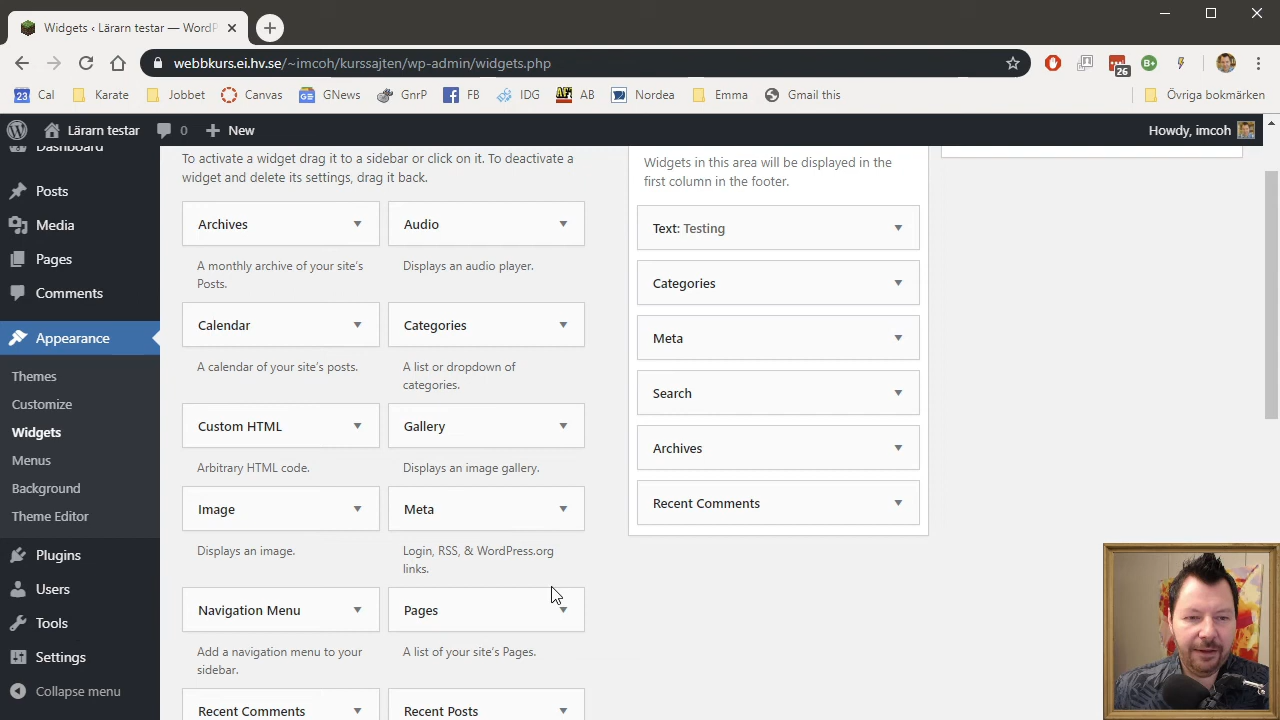 Widgets ‹ Lärarn testar — WordP
webbkurs.ei.hv.se/~imcoh/kurssajten/wp-admin/widgets.php
26
23 Cal
Karate
Jobbet
Canvas
GNews
GnrP
FB
IDG
AB
Nordea
Emma
Gmail this
Övriga bokmärken
Lärarn testar
0
New
Howdy, imcoh
Dashboard
Posts
Media
Pages
Comments
Appearance
Themes
Customize
Widgets
Menus
Background
Theme Editor
Plugins
Users
Tools
Settings
Collapse menu
To activate a widget drag it to a sidebar or click on it. To deactivate a
widget and delete its settings, drag it back.
Archives
A monthly archive of your site's
Posts.
Audio
Displays an audio player.
Calendar
A calendar of your site's posts.
Categories
A list or dropdown of
categories.
Custom HTML
Arbitrary HTML code.
Gallery
Displays an image gallery.
Image
Displays an image.
Meta
Login, RSS, & WordPress.org
links.
Navigation Menu
Add a navigation menu to your
sidebar.
Pages
A list of your site's Pages.
Recent Comments
Recent Posts
Widgets in this area will be displayed in the
first column in the footer.
Text: Testing
Categories
Meta
Search
Archives
Recent Comments